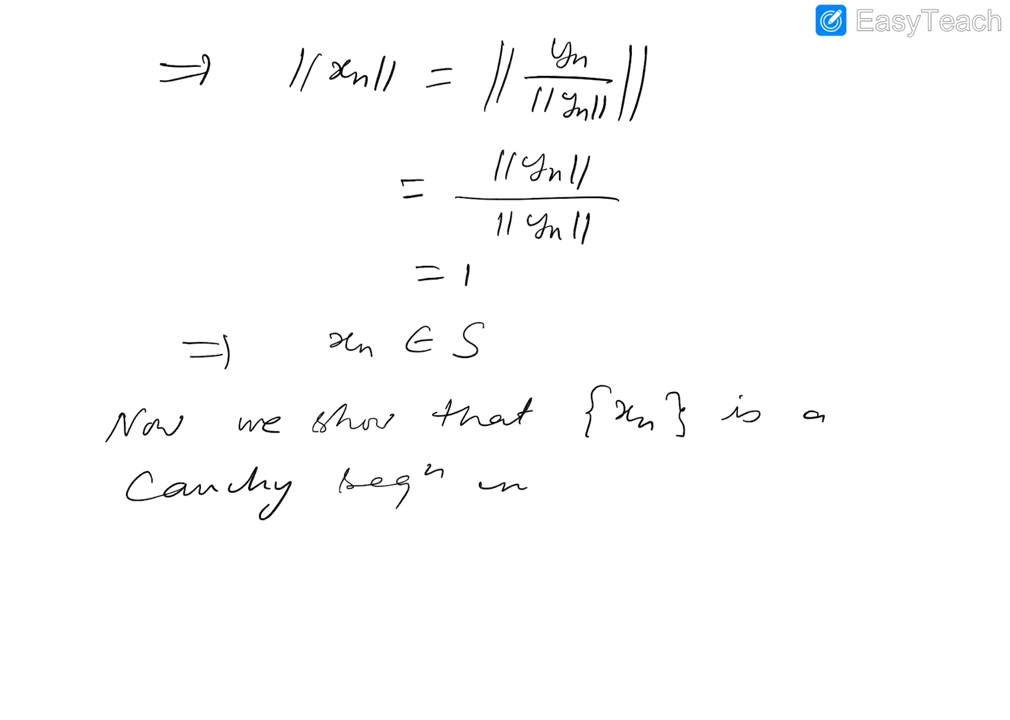 EasyTeach
⇒ ||xn|| = || yn / ||yn|| ||
= ||yn|| / ||yn||
= 1
⇒ xn ∈ S
Now we show that {xn} is a
Cauchy seqⁿ in